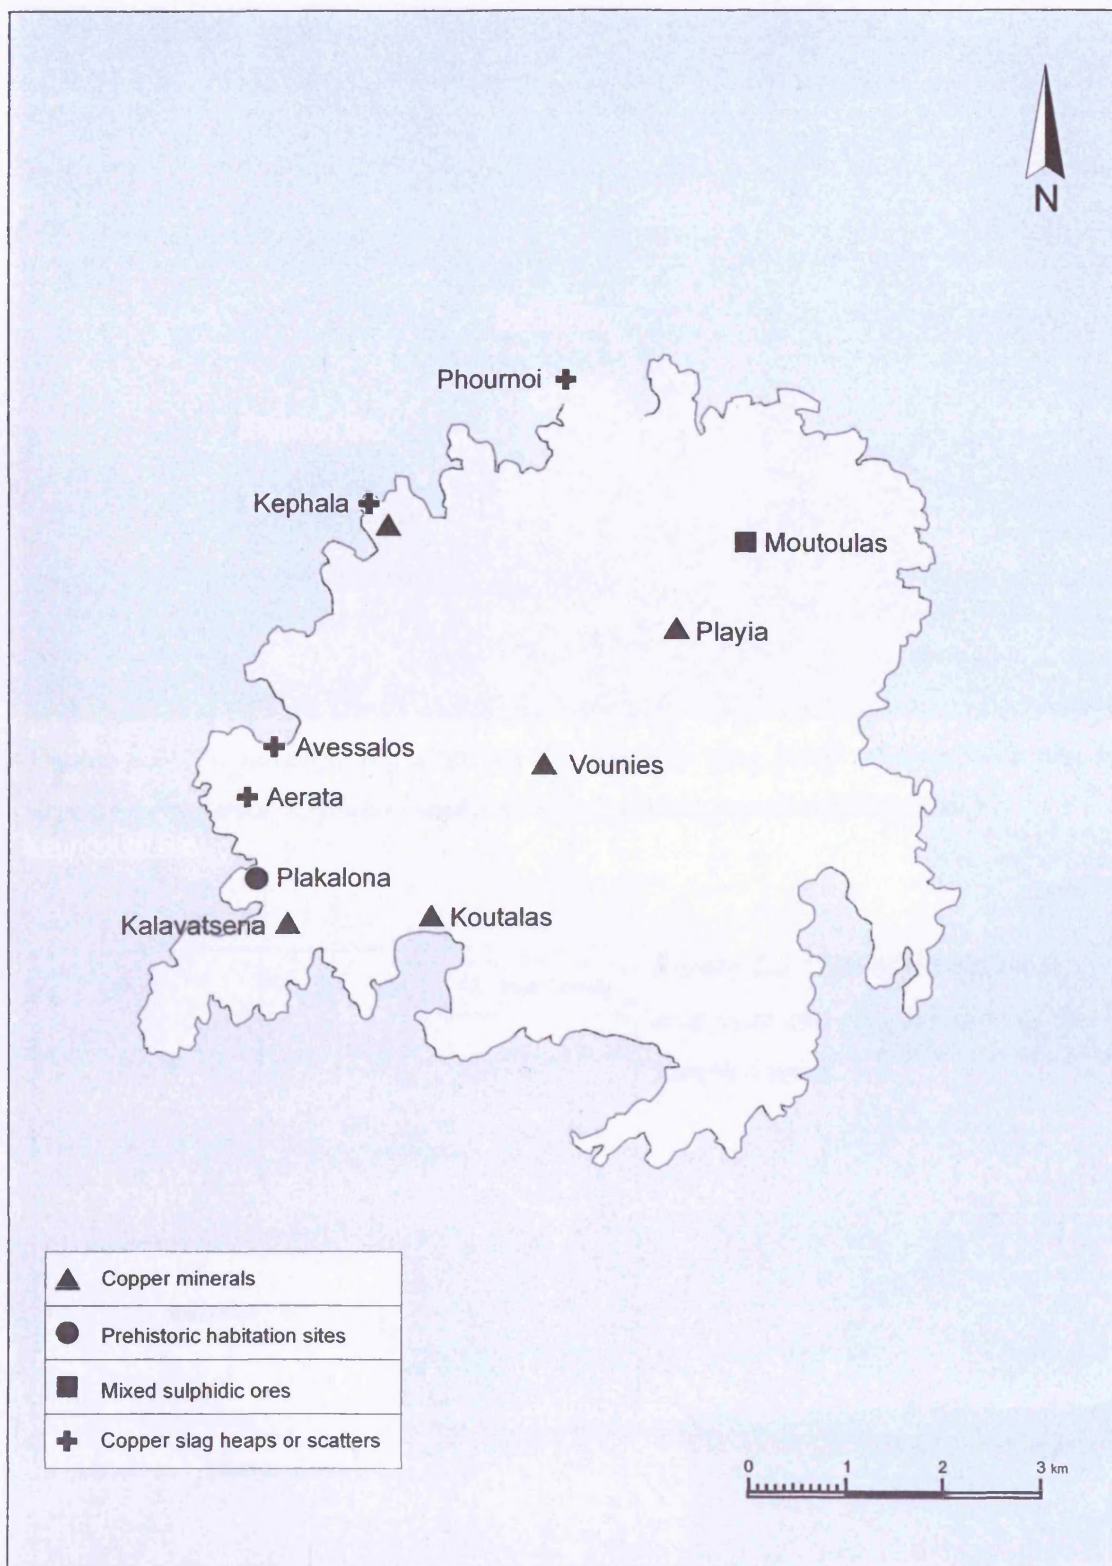 N
Phournoi
Kephala
Moutoulas
Playia
Avessalos
Vounies
Aerata
Plakalona
Kalavatsena
Koutalas
Copper minerals
Prehistoric habitation sites
Mixed sulphidic ores
Copper slag heaps or scatters
0 1 2 3 km